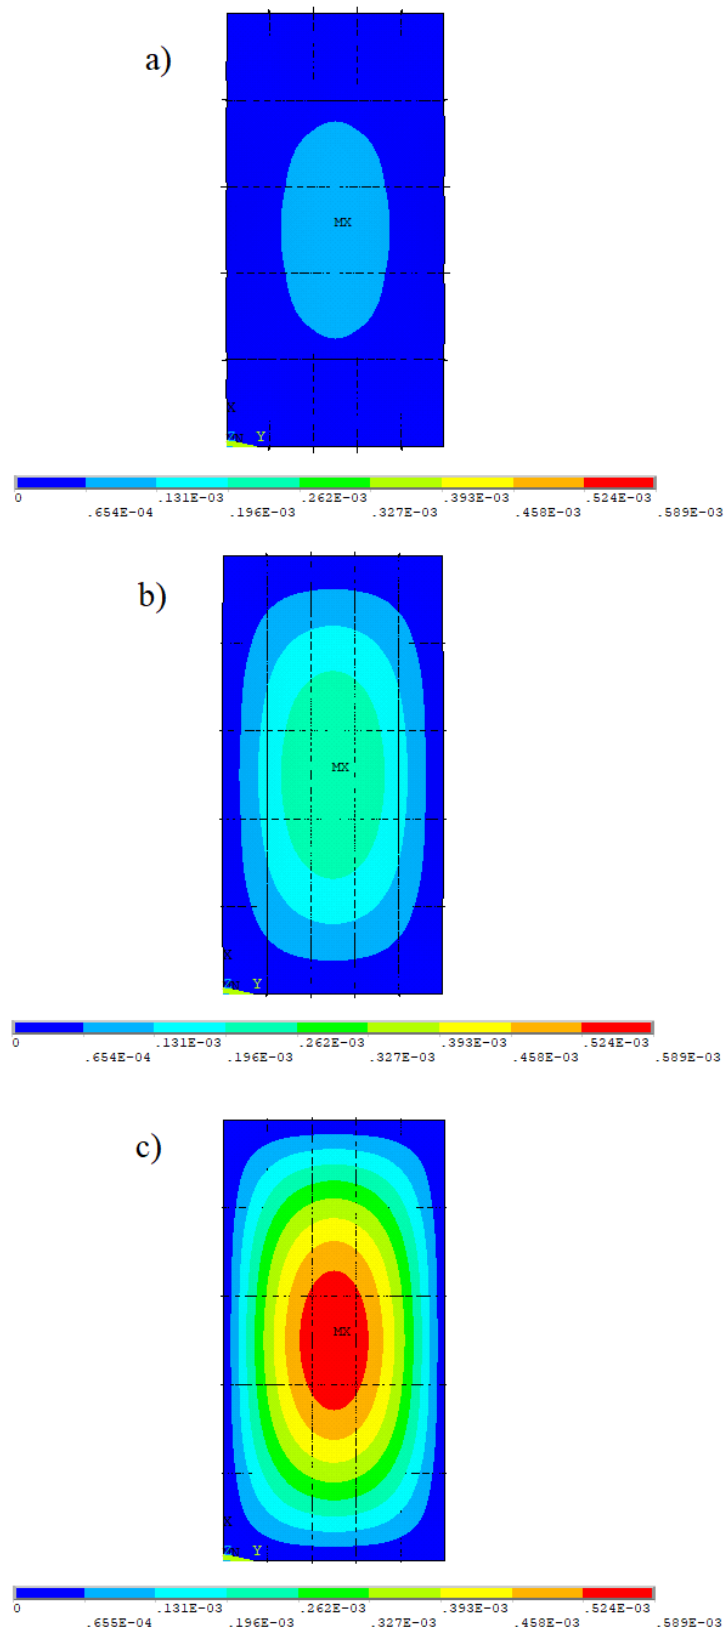 a)
MX
X
Z Y
0 .131E-03 .262E-03 .393E-03 .524E-03
.654E-04 .196E-03 .327E-03 .458E-03 .589E-03
b)
MX
X
Z Y
0 .131E-03 .262E-03 .393E-03 .524E-03
.654E-04 .196E-03 .327E-03 .458E-03 .589E-03
c)
MX
X
Z Y
0 .131E-03 .262E-03 .393E-03 .524E-03
.655E-04 .196E-03 .327E-03 .458E-03 .589E-03